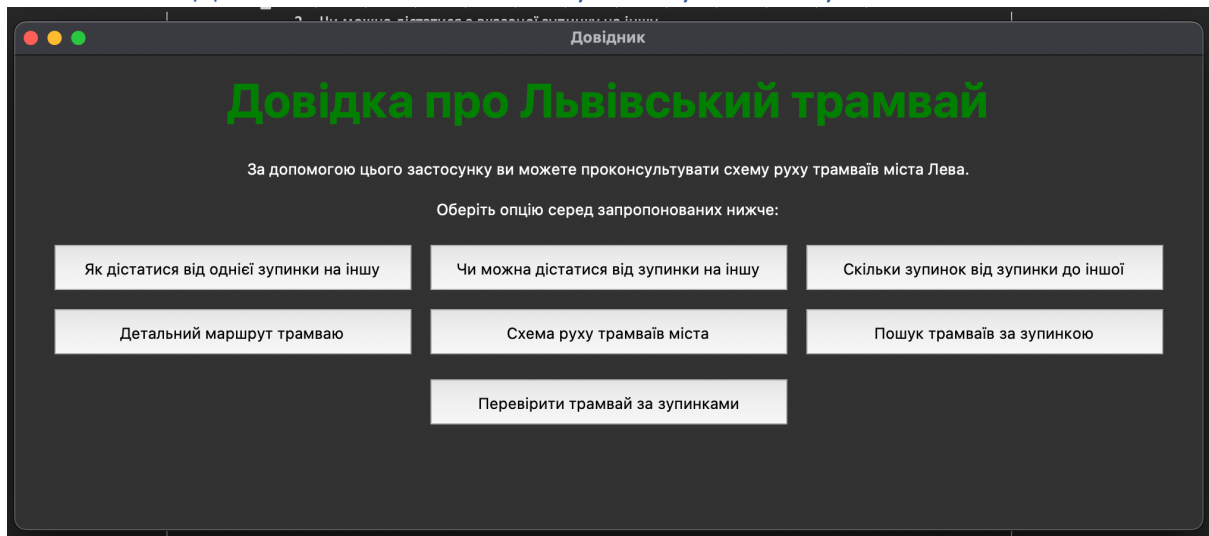 Довідник
Довідка про Львівський трамвай
За допомогою цього застосунку ви можете проконсультувати схему руху трамваїв міста Лева.
Оберіть опцію серед запропонованих нижче:
Як дістатися від однієї зупинки на іншу
Чи можна дістатися від зупинки на іншу
Скільки зупинок від зупинки до іншої
Детальний маршрут трамваю
Схема руху трамваїв міста
Пошук трамваїв за зупинкою
Перевірити трамвай за зупинками